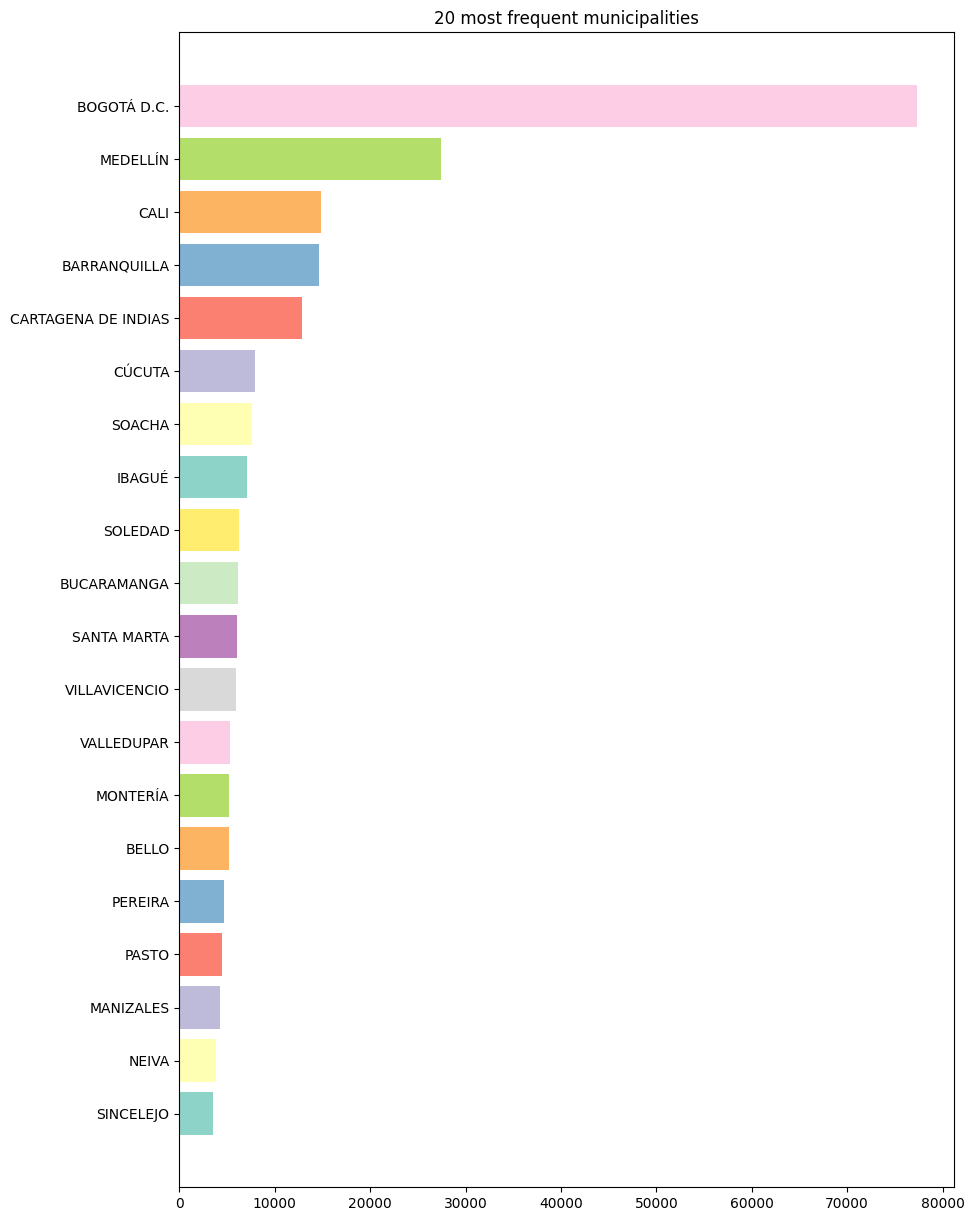 20 most frequent municipalities
BOGOTÁ D.C.
MEDELLÍN
CALI
BARRANQUILLA
CARTAGENA DE INDIAS
CÚCUTA
SOACHA
IBAGUÉ
SOLEDAD
BUCARAMANGA
SANTA MARTA
VILLAVICENCIO
VALLEDUPAR
MONTERÍA
BELLO
PEREIRA
PASTO
MANIZALES
NEIVA
SINCELEJO
0 10000 20000 30000 40000 50000 60000 70000 80000